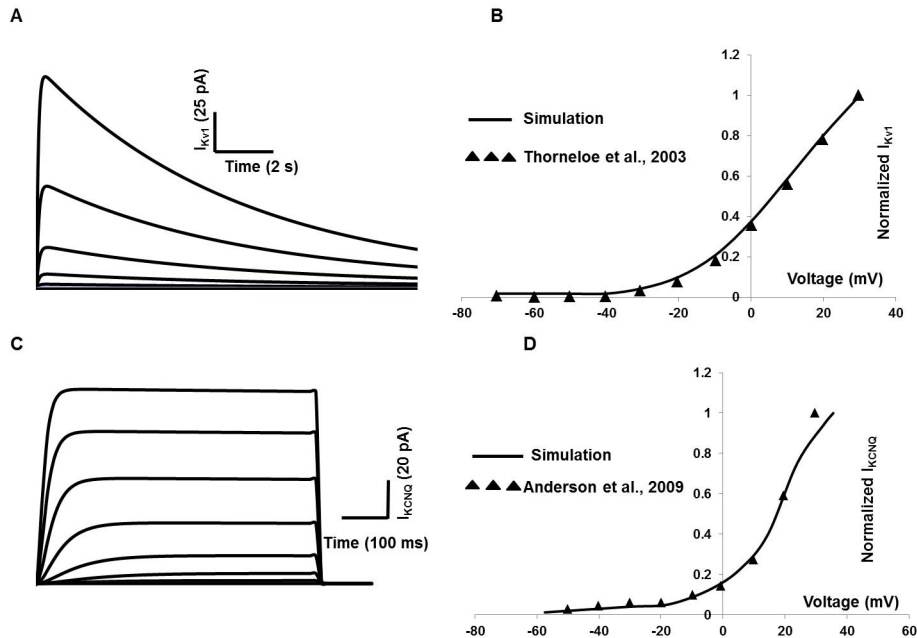 A
I_Kv1 (25 pA)
Time (2 s)
B
1.2
1
0.8
0.6
0.4
0.2
0
Simulation
Thorneloe et al., 2003
Normalized I_Kv1
Voltage (mV)
-80 -60 -40 -20 0 20 40
C
I_KCNQ (20 pA)
Time (100 ms)
D
1.2
1
0.8
0.6
0.4
0.2
0
Simulation
Anderson et al., 2009
Normalized I_KCNQ
Voltage (mV)
-80 -60 -40 -20 0 20 40 60